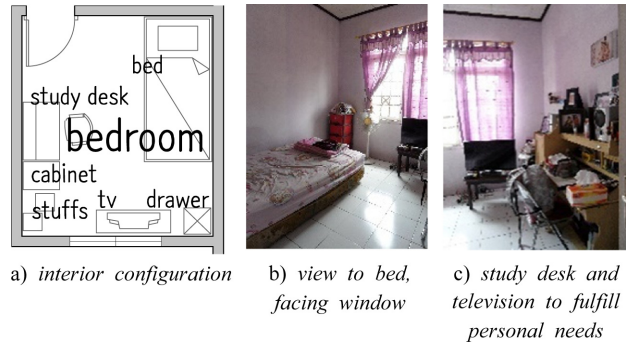 bed
study desk
bedroom
cabinet
stuffs tv drawer
a) interior configuration
b) view to bed,
facing window
c) study desk and
television to fulfill
personal needs